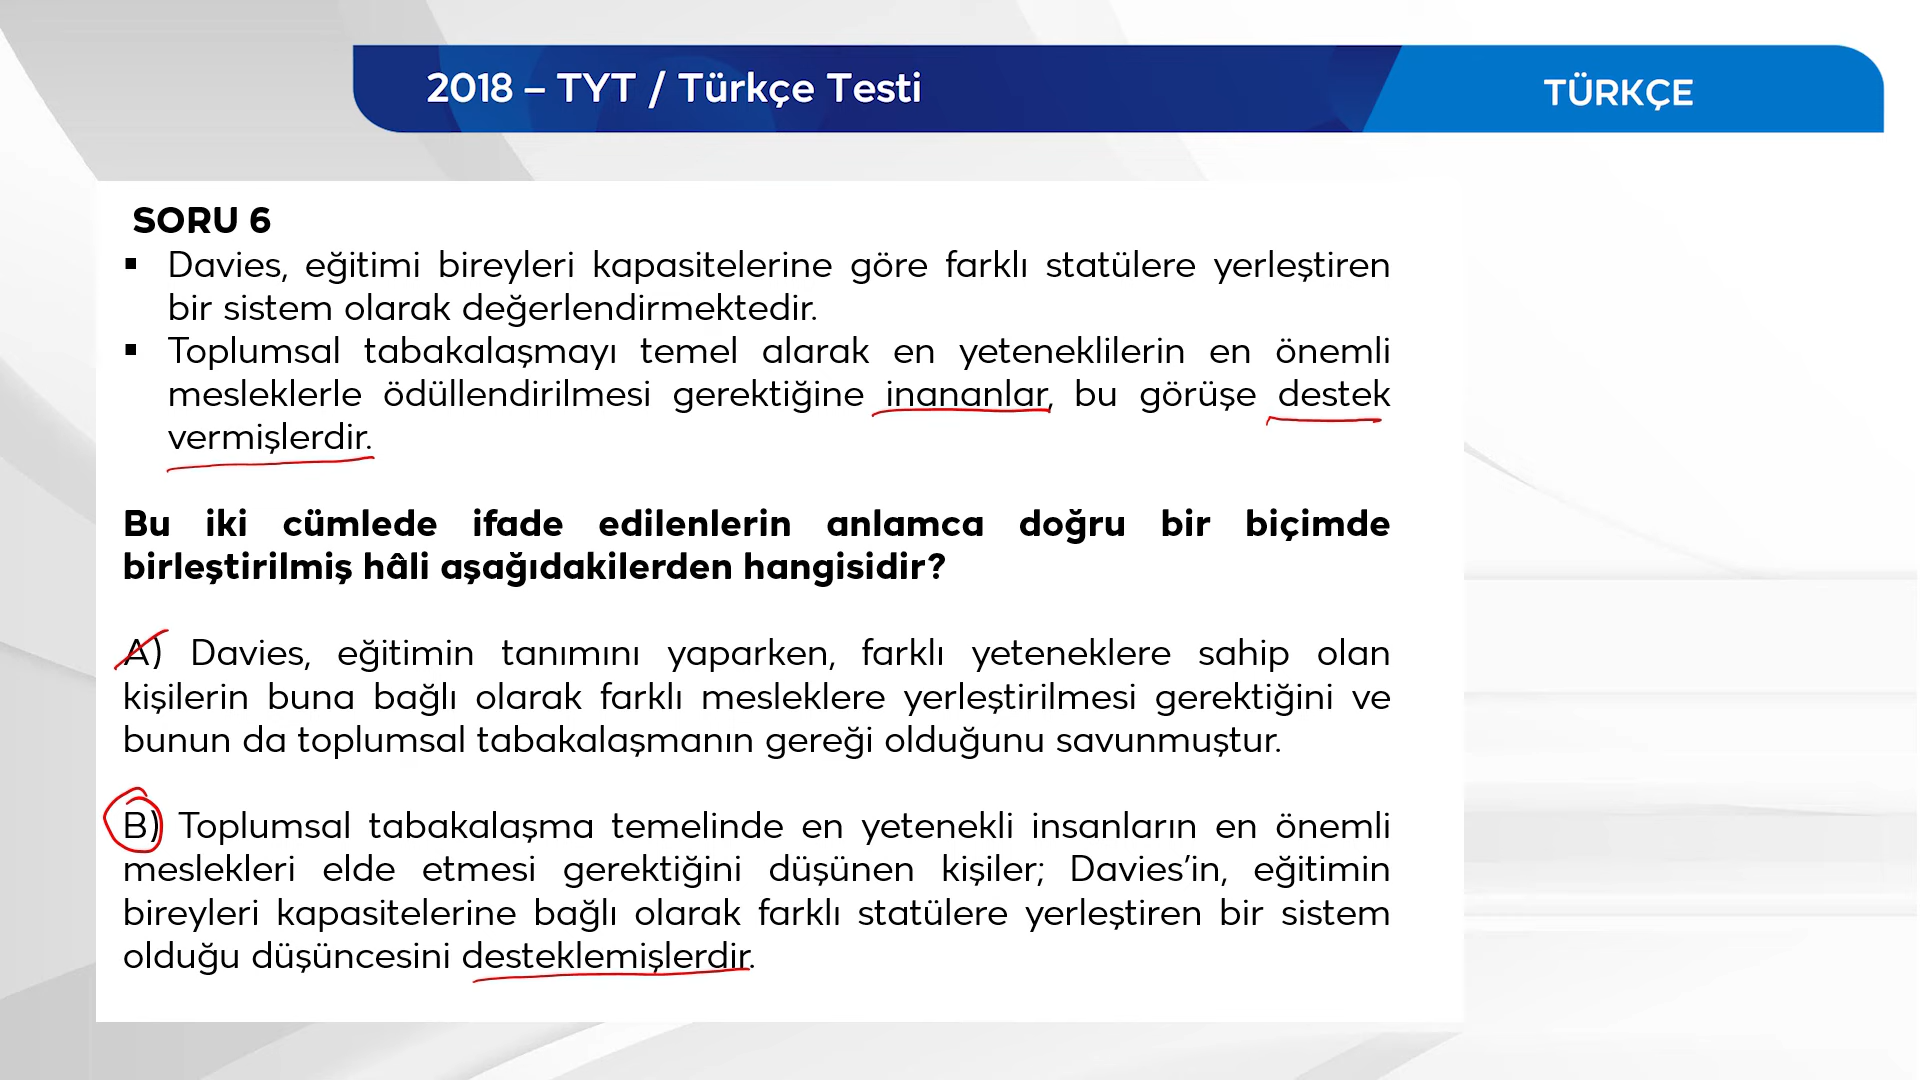 2018 – TYT / Türkçe Testi
TÜRKÇE
SORU 6
▪ Davies, eğitimi bireyleri kapasitelerine göre farklı statülere yerleştiren
bir sistem olarak değerlendirmektedir.
▪ Toplumsal tabakalaşmayı temel alarak en yeteneklilerin en önemli
mesleklerle ödüllendirilmesi gerektiğine inananlar, bu görüşe destek
vermişlerdir.
Bu iki cümlede ifade edilenlerin anlamca doğru bir biçimde
birleştirilmiş hâli aşağıdakilerden hangisidir?
A) Davies, eğitimin tanımını yaparken, farklı yeteneklere sahip olan
kişilerin buna bağlı olarak farklı mesleklere yerleştirilmesi gerektiğini ve
bunun da toplumsal tabakalaşmanın gereği olduğunu savunmuştur.
B) Toplumsal tabakalaşma temelinde en yetenekli insanların en önemli
meslekleri elde etmesi gerektiğini düşünen kişiler; Davies’in, eğitimin
bireyleri kapasitelerine bağlı olarak farklı statülere yerleştiren bir sistem
olduğu düşüncesini desteklemişlerdir.